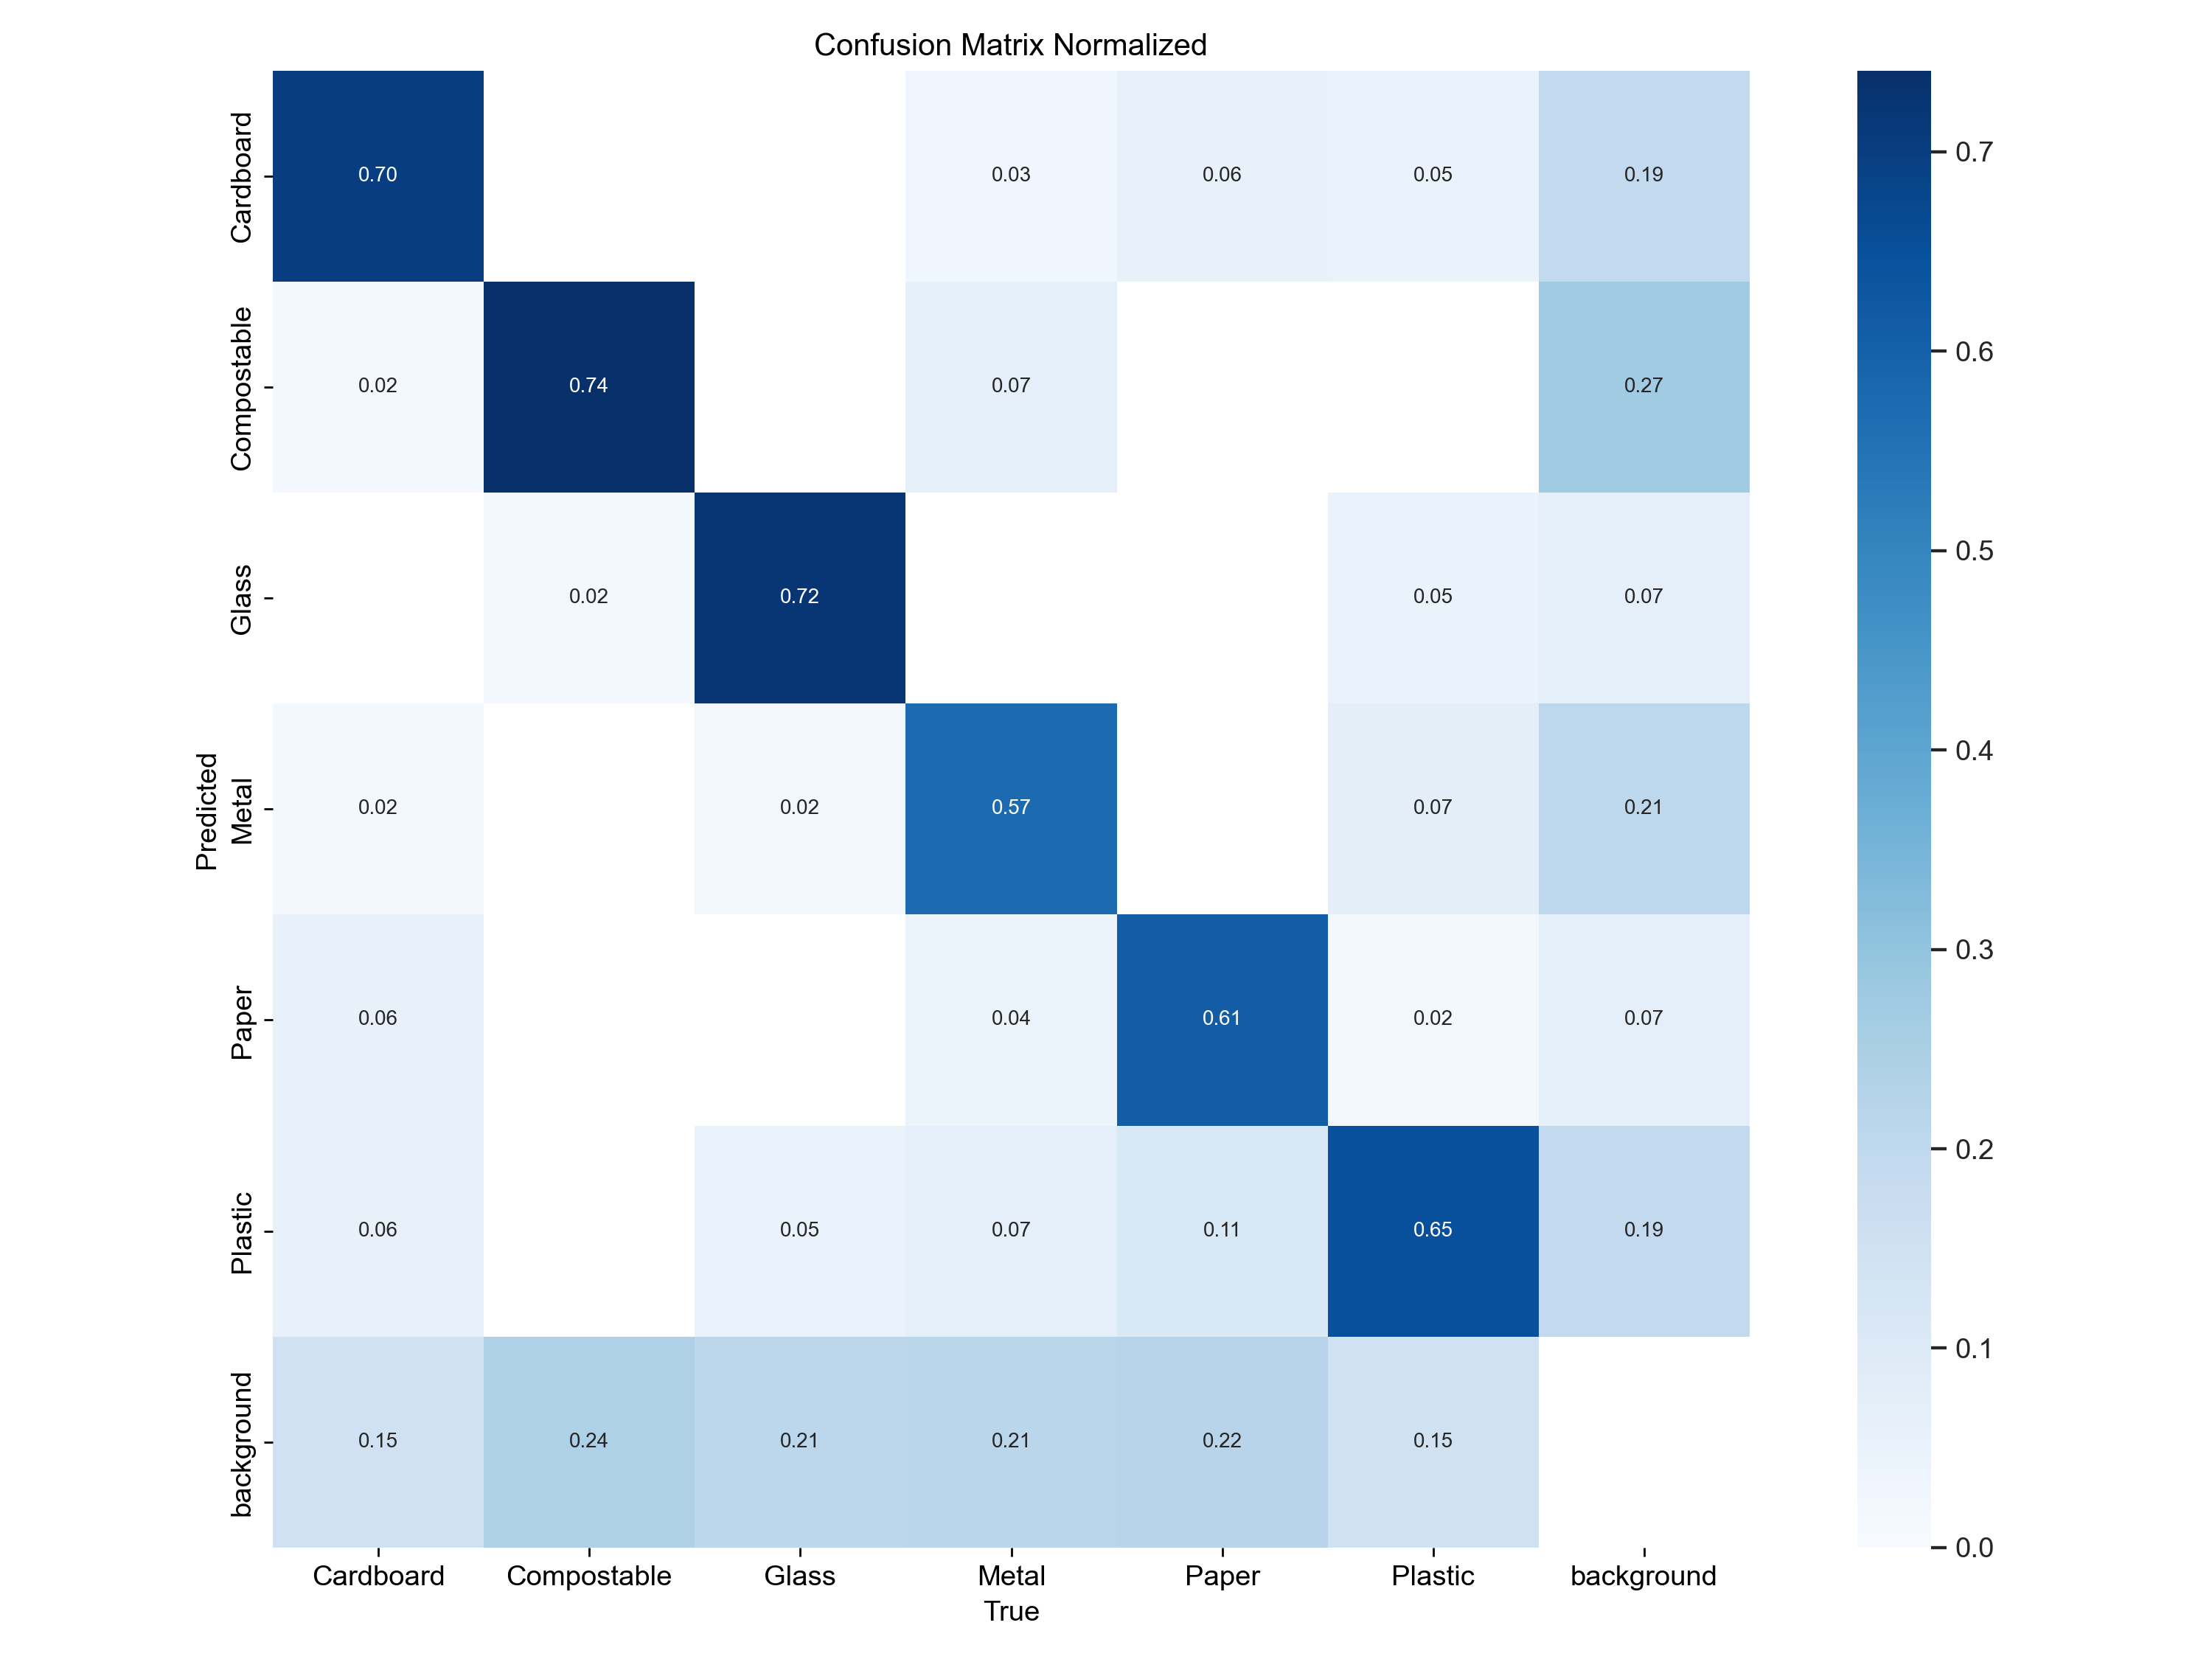 Confusion Matrix Normalized
Cardboard 0.70 0.03 0.06 0.05 0.19
Compostable 0.02 0.74 0.07 0.27
Glass 0.02 0.72 0.05 0.07
Metal 0.02 0.02 0.57 0.07 0.21
Paper 0.06 0.04 0.61 0.02 0.07
Plastic 0.06 0.05 0.07 0.11 0.65 0.19
background 0.15 0.24 0.21 0.21 0.22 0.15
Predicted
Cardboard Compostable Glass Metal Paper Plastic background
True
0.7
0.6
0.5
0.4
0.3
0.2
0.1
0.0